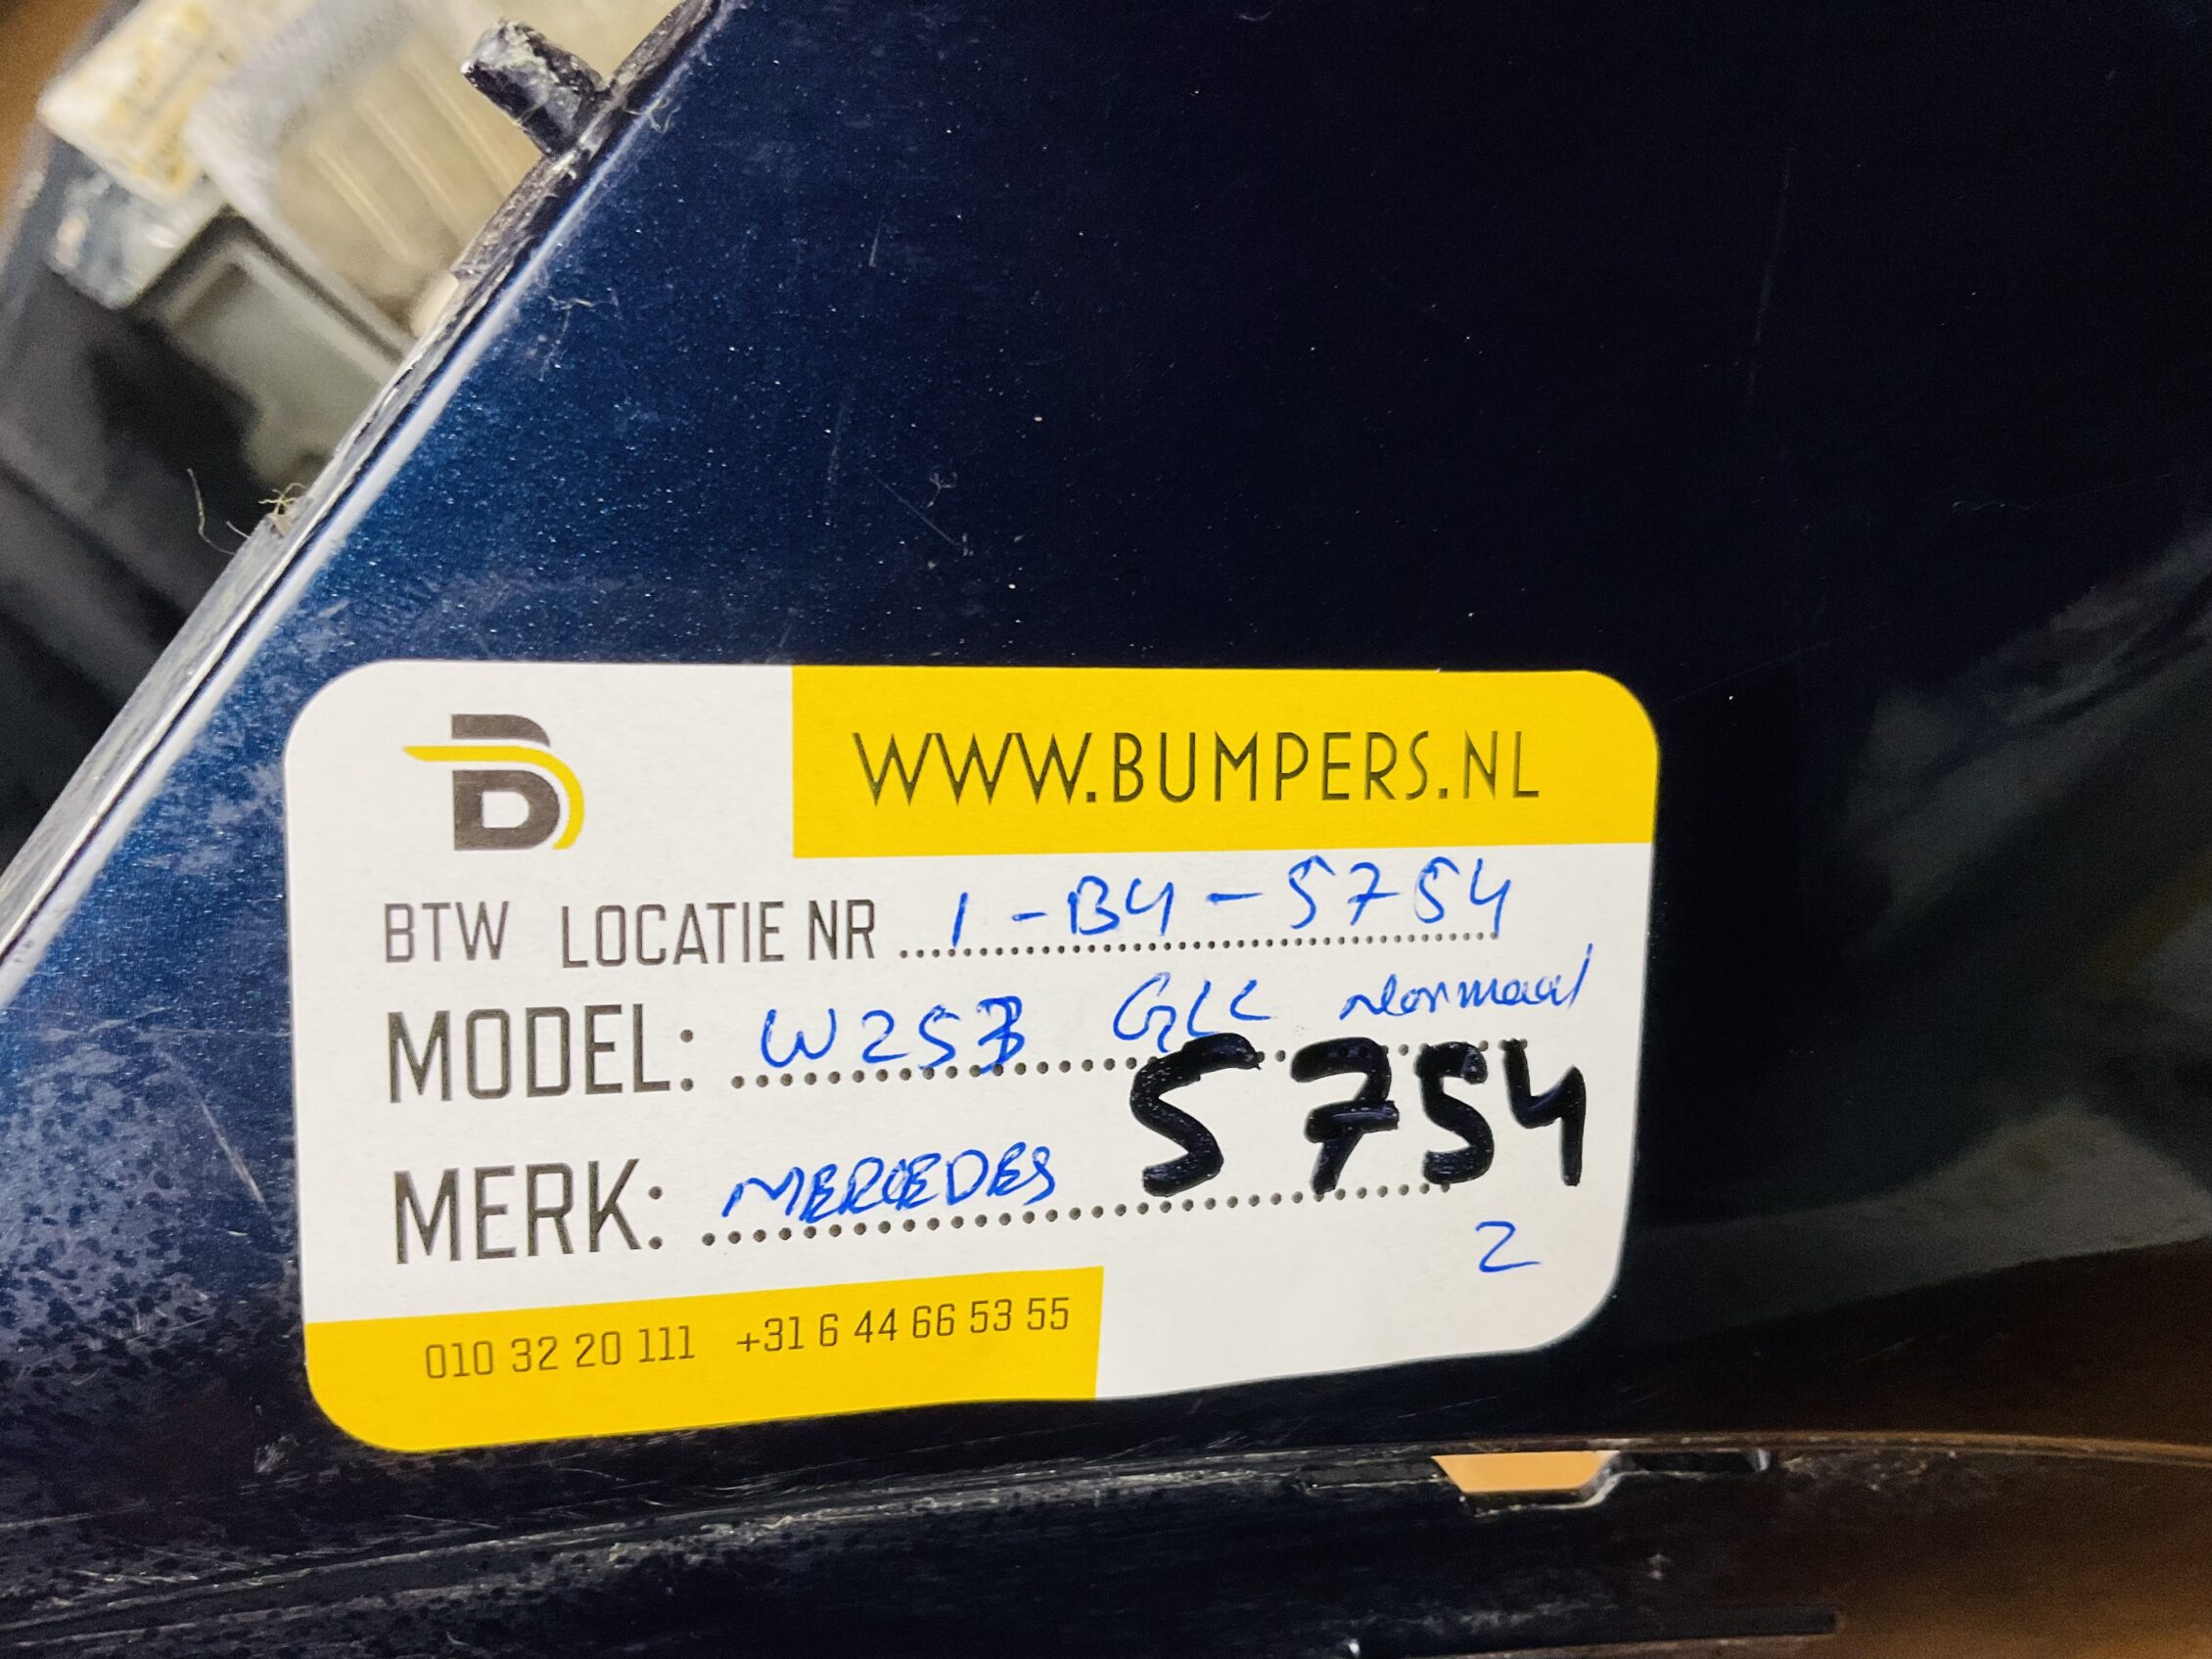 B
WWW.BUMPERS.NL
BTW LOCATIE NR 1-B4-5754
MODEL: W253 GLC Normaal
5754
MERK: MERCEDES
2
010 32 20 111 +31 6 44 66 53 55